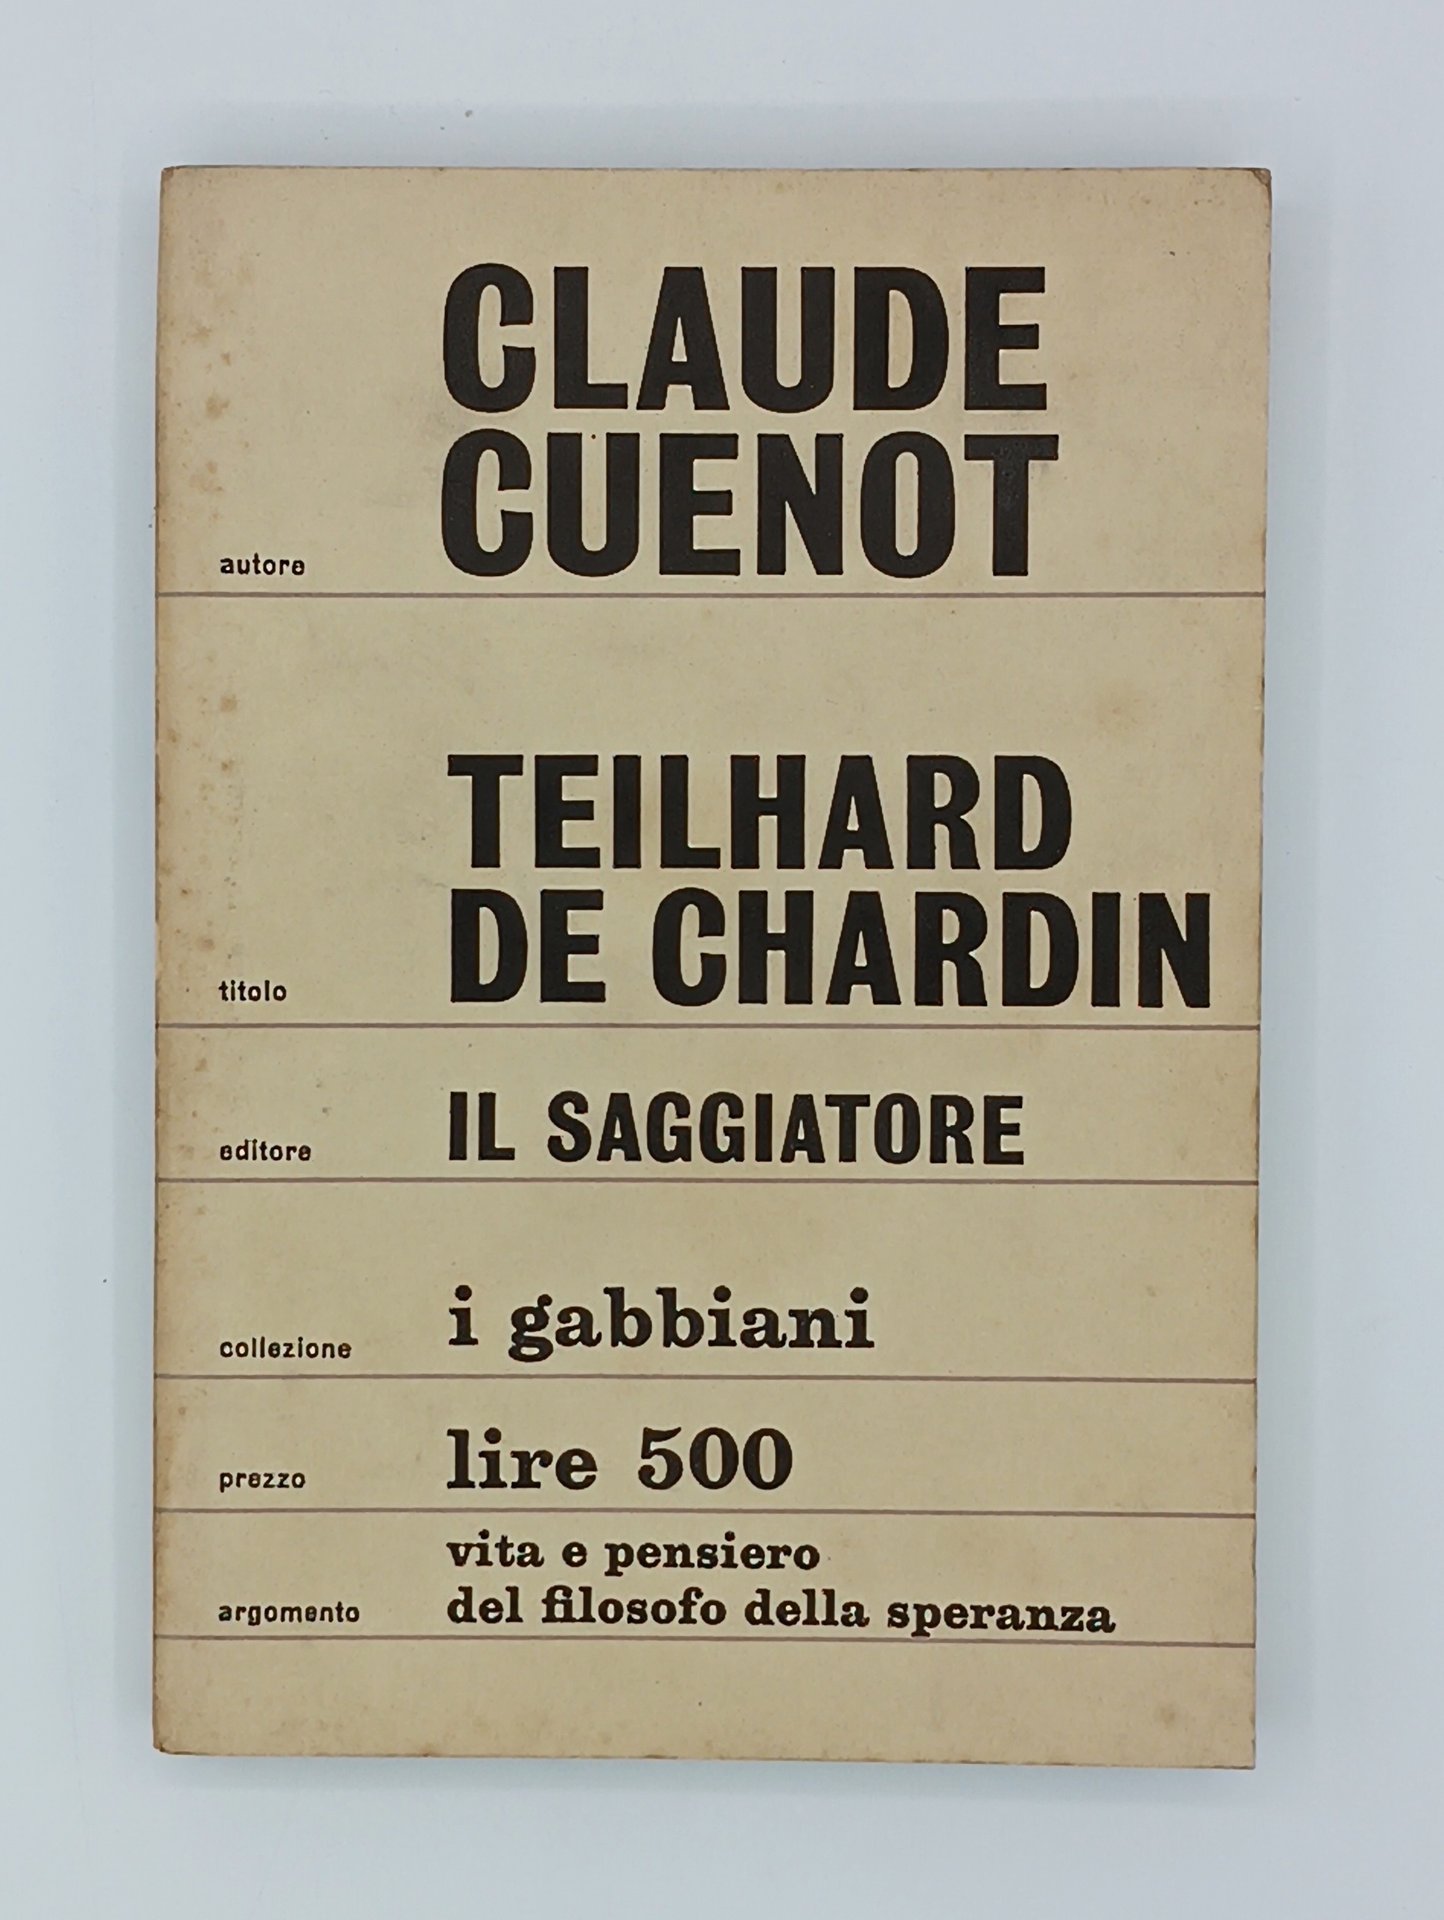 CLAUDE
CUENOT
autore
TEILHARD
DE CHARDIN
titolo
editore IL SAGGIATORE
collezione i gabbiani
prezzo lire 500
vita e pensiero
argomento del filosofo della speranza